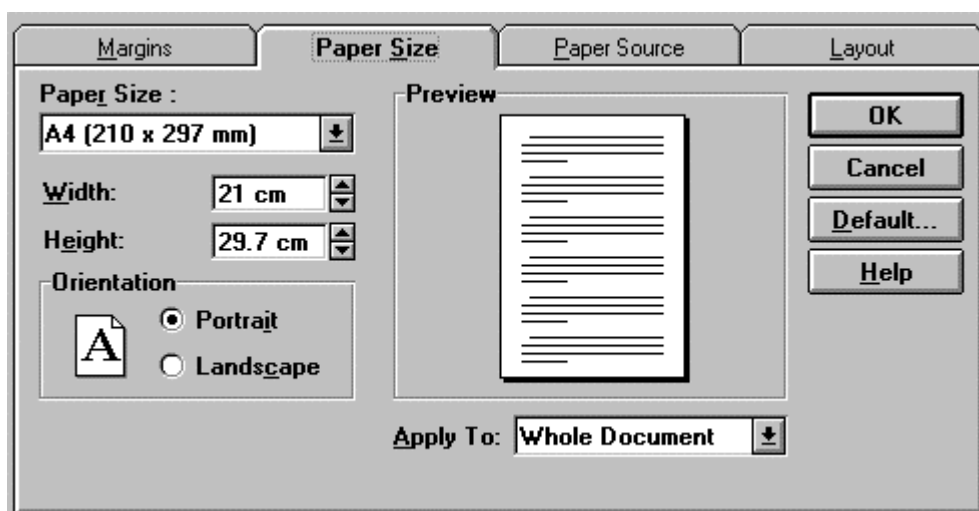 Margins
Paper Size
Paper Source
Layout
Paper Size :
A4 (210 x 297 mm)
Width:
21 cm
Height:
29.7 cm
Orientation
A
Portrait
Landscape
Preview
Apply To:
Whole Document
OK
Cancel
Default...
Help